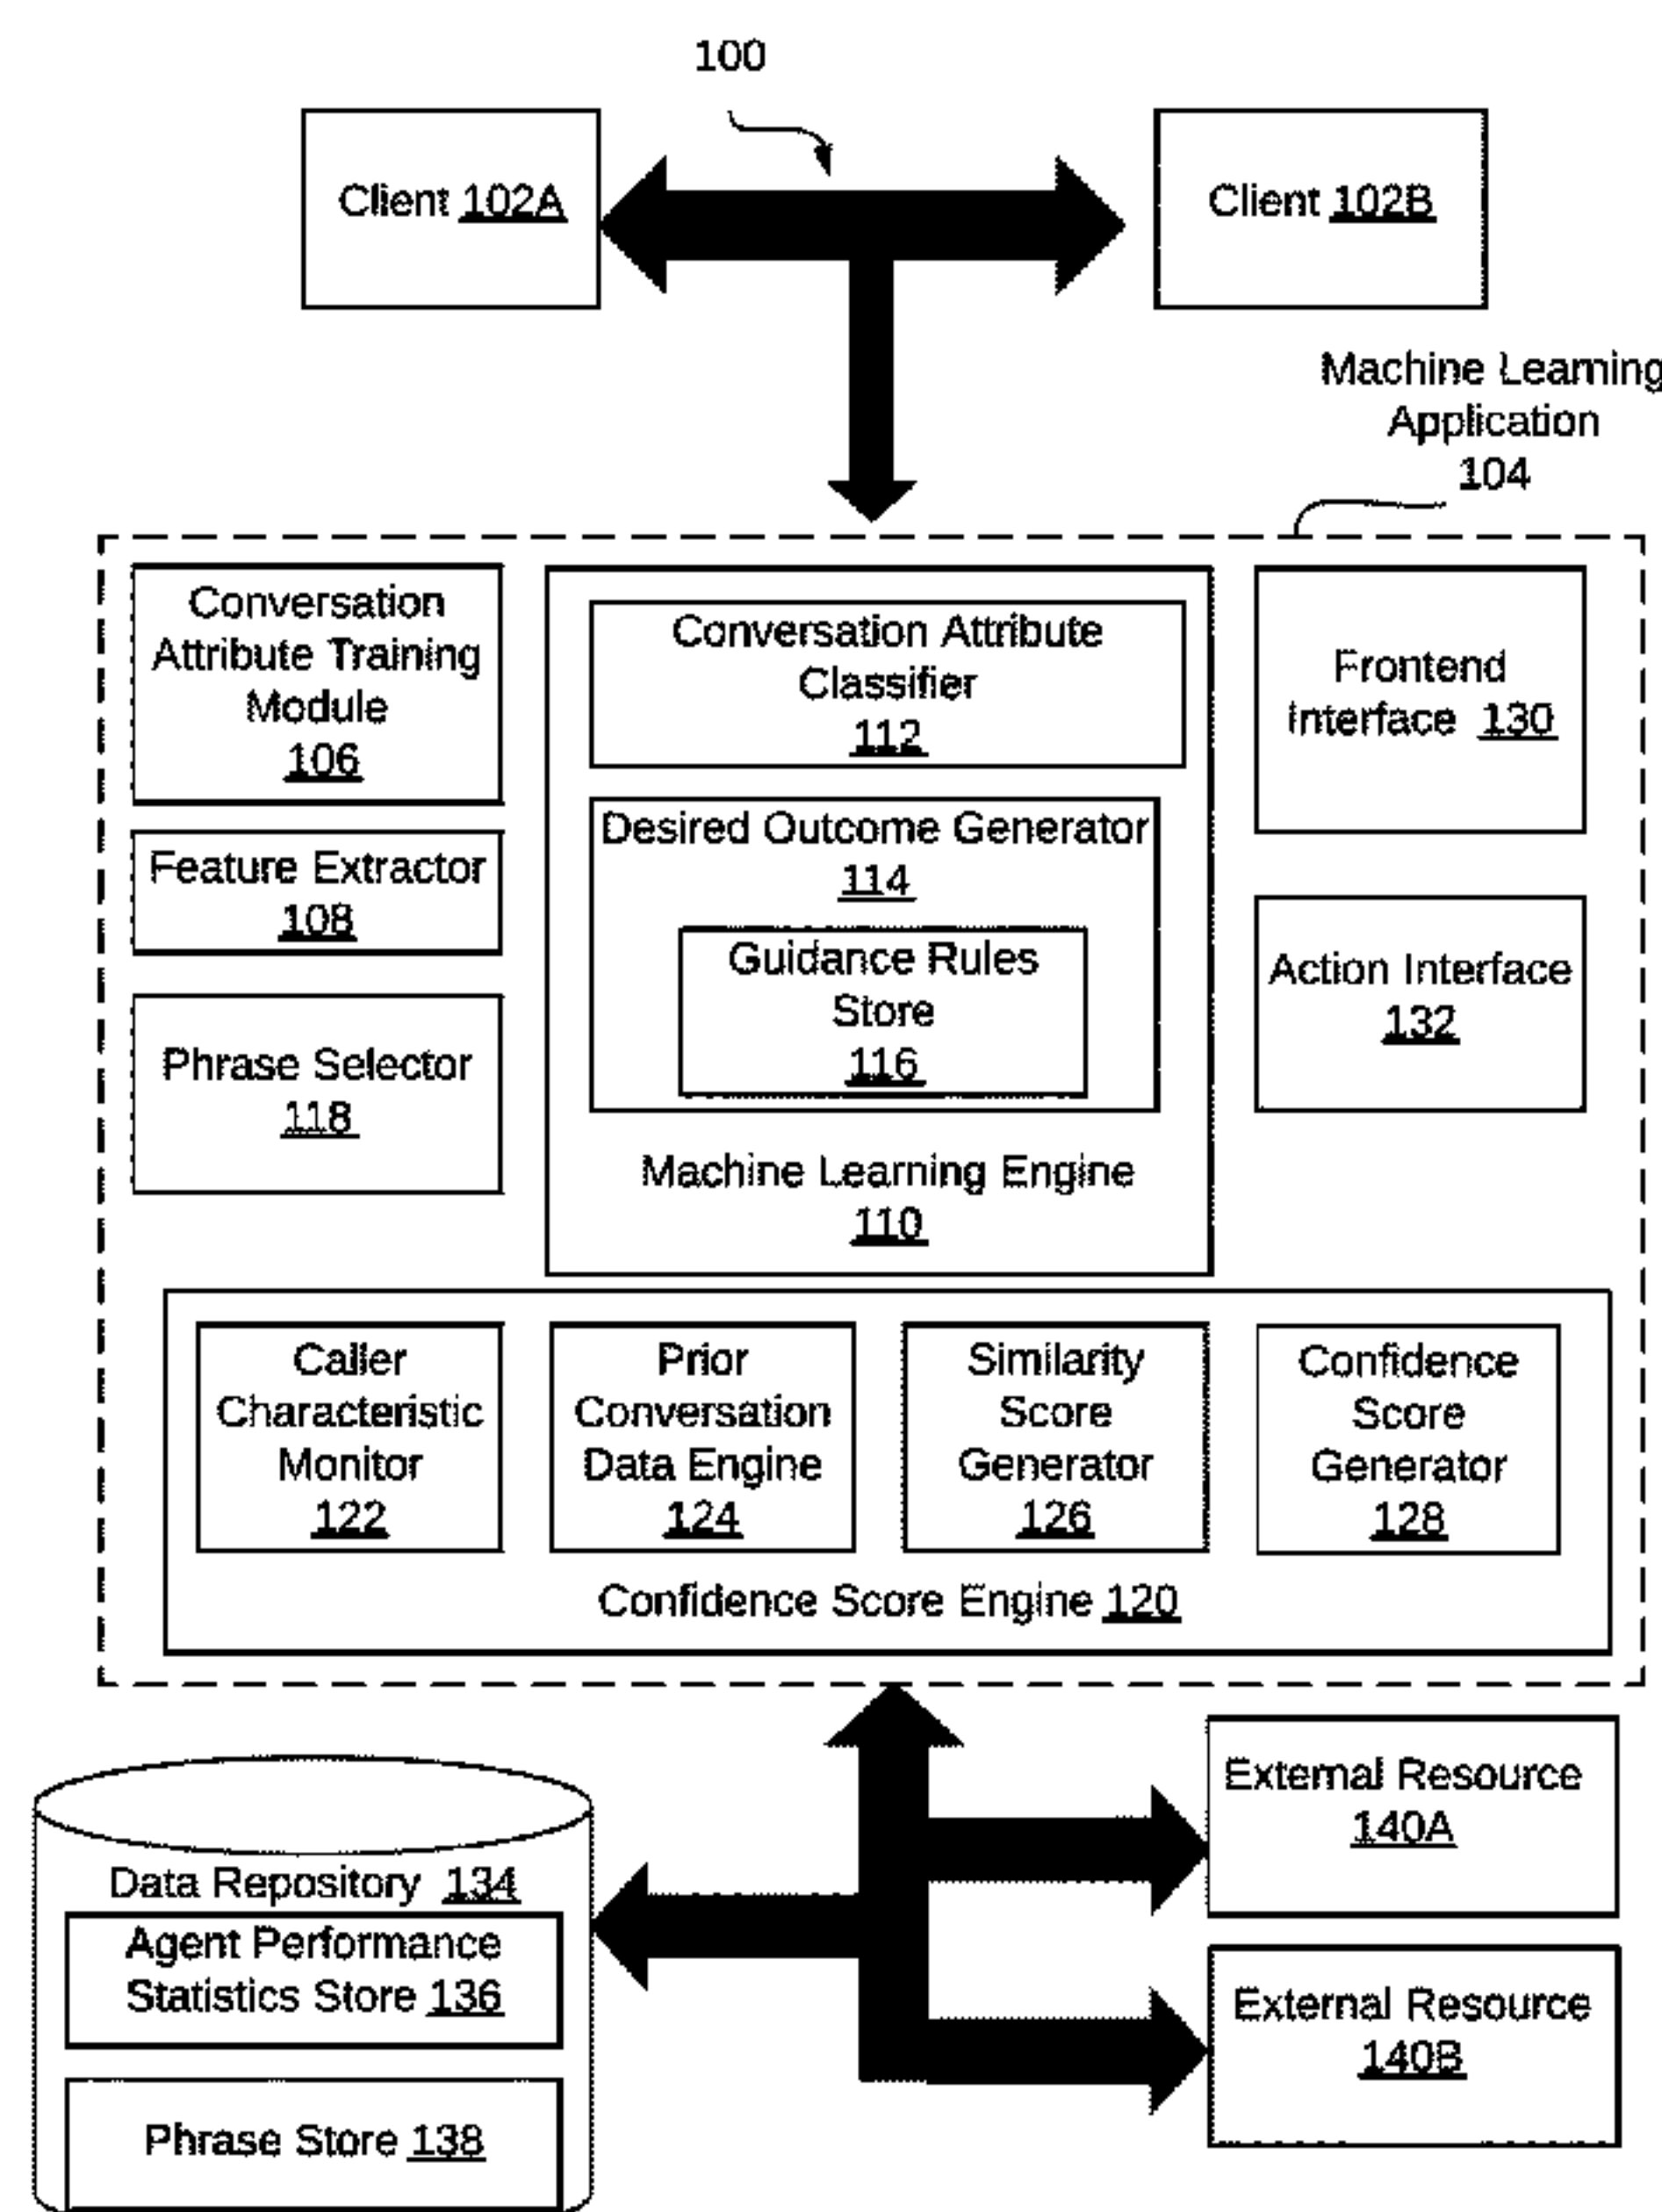 100
Client 102A
Client 102B
Machine Learning
Application
104
Conversation
Attribute Training
Module
106
Feature Extractor
108
Phrase Selector
118
Conversation Attribute
Classifier
112
Desired Outcome Generator
114
Guidance Rules
Store
116
Machine Learning Engine
110
Frontend
Interface 130
Action Interface
132
Caller
Characteristic
Monitor
122
Prior
Conversation
Data Engine
124
Similarity
Score
Generator
126
Confidence
Score
Generator
128
Confidence Score Engine 120
Data Repository 134
Agent Performance
Statistics Store 136
Phrase Store 138
External Resource
140A
External Resource
140B